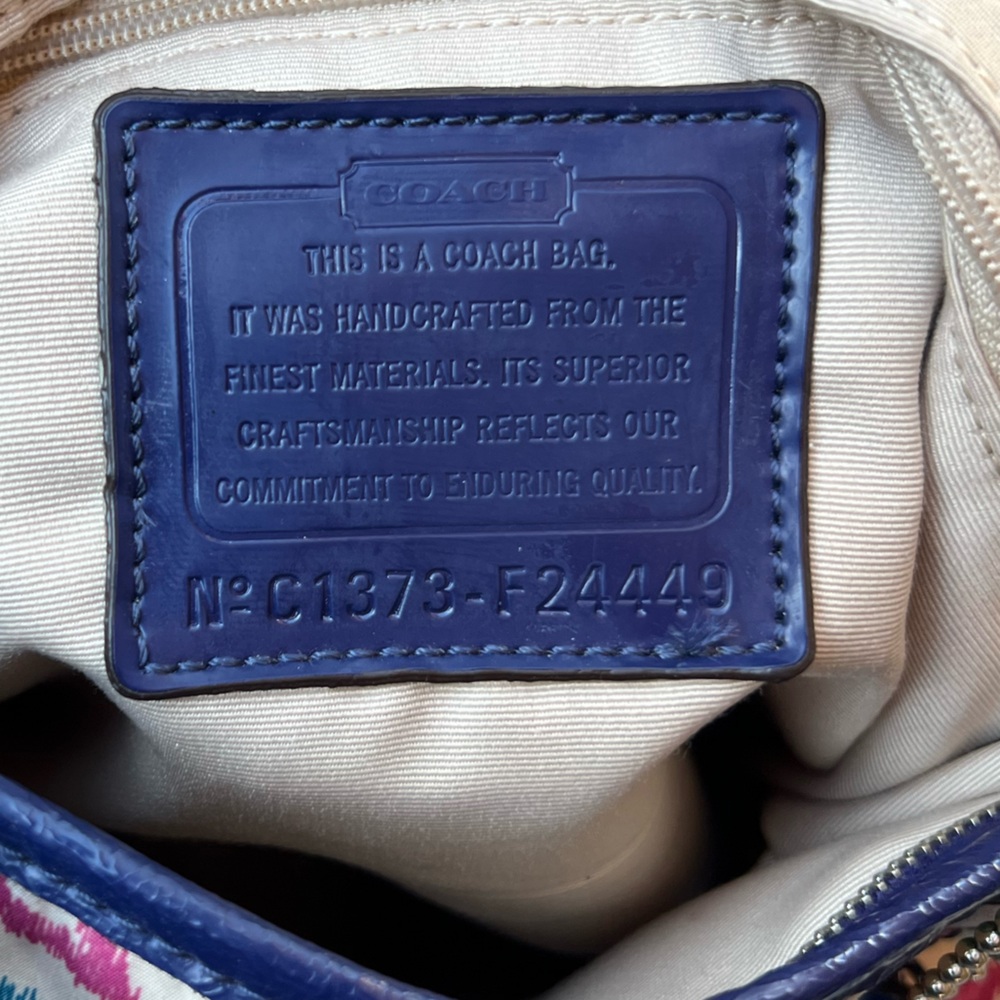 COACH
THIS IS A COACH BAG.
IT WAS HANDCRAFTED FROM THE
FINEST MATERIALS. ITS SUPERIOR
CRAFTSMANSHIP REFLECTS OUR
COMMITMENT TO ENDURING QUALITY.
Nº C1373-F24449